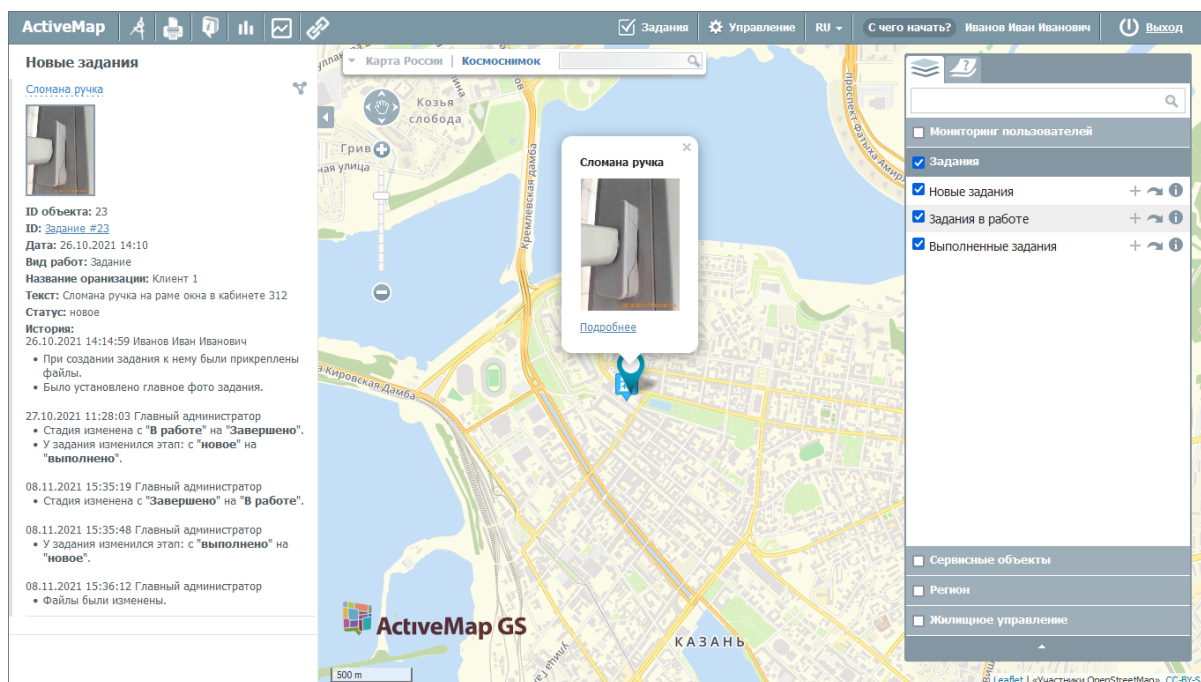 ActiveMap
Задания
Управление
RU
С чего начать?
Иванов Иван Иванович
Выход
Новые задания
Сломана ручка
ID объекта: 23
ID: Задание #23
Дата: 26.10.2021 14:10
Вид работ: Задание
Название оранизации: Клиент 1
Текст: Сломана ручка на раме окна в кабинете 312
Статус: новое
История:
26.10.2021 14:14:59 Иванов Иван Иванович
• При создании задания к нему были прикреплены
файлы.
• Было установлено главное фото задания.
27.10.2021 11:28:03 Главный администратор
• Стадия изменена с "В работе" на "Завершено".
• У задания изменился этап: с "новое" на
"выполнено".
08.11.2021 15:35:19 Главный администратор
• Стадия изменена с "Завершено" на "В работе".
08.11.2021 15:35:48 Главный администратор
• У задания изменился этап: с "выполнено" на
"новое".
08.11.2021 15:36:12 Главный администратор
• Файлы были изменены.
Карта России | Космоснимок
Козья
слобода
Грив
ная улица
Кремлевская дамба
проспект Фатыха Амир
Сломана ручка
Подробнее
а Кировская Дамба
ActiveMap GS
КАЗАНЬ
500 m
Мониторинг пользователей
Задания
Новые задания
Задания в работе
Выполненные задания
Сервисные объекты
Регион
Жилищное управление
Leaflet | «Участники OpenStreetMap», CC-BY-S